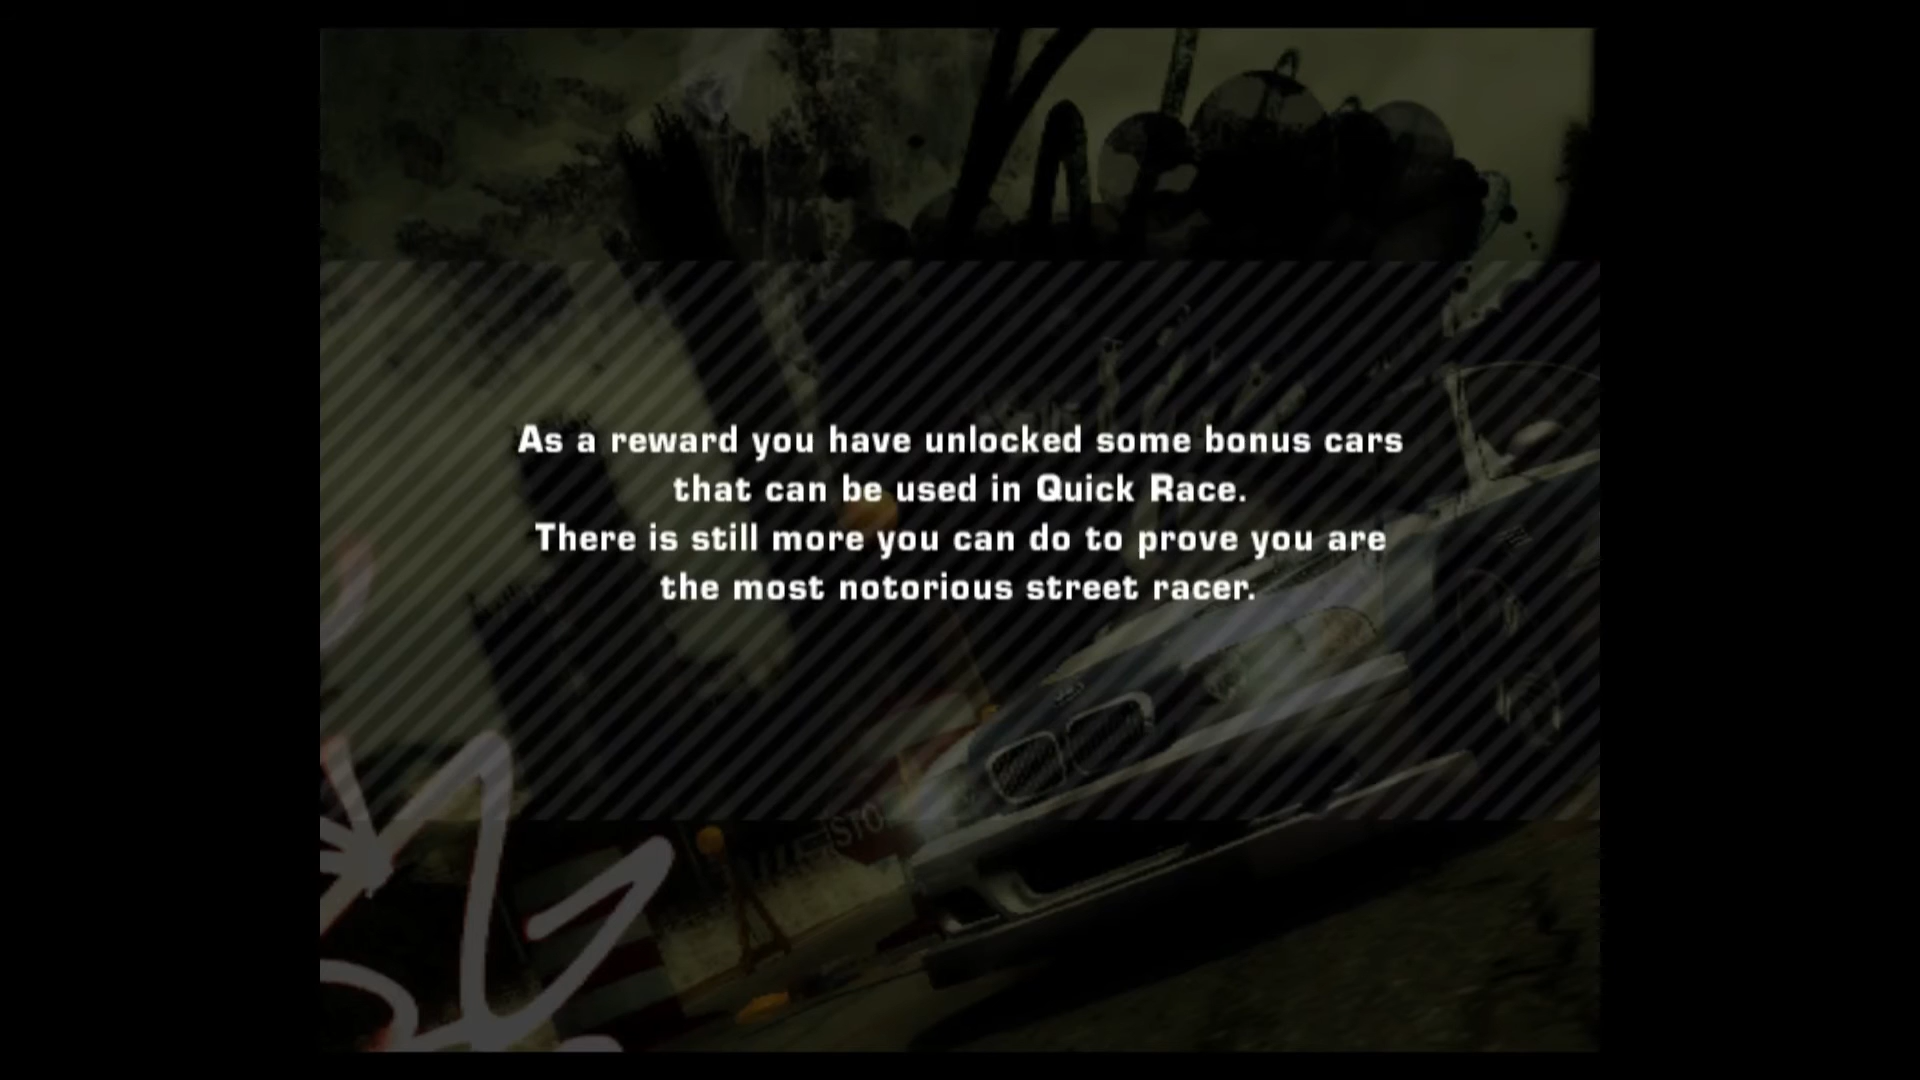 As a reward you have unlocked some bonus cars
that can be used in Quick Race.
There is still more you can do to prove you are
the most notorious street racer.
STO